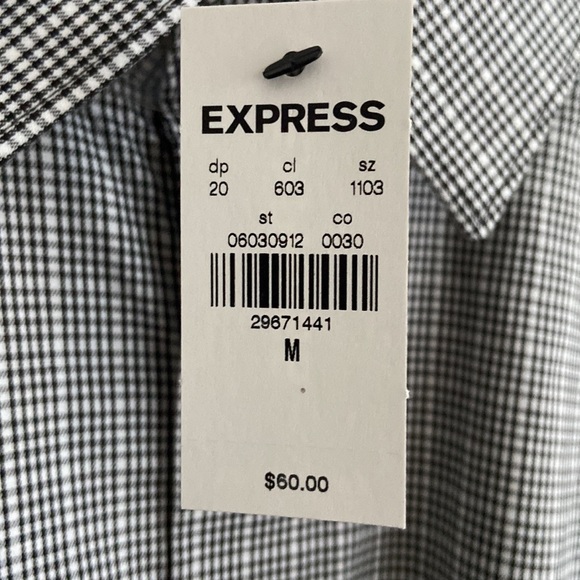 EXPRESS
dp cl sz
20 603 1103
st co
06030912 0030
29671441
M
$60.00